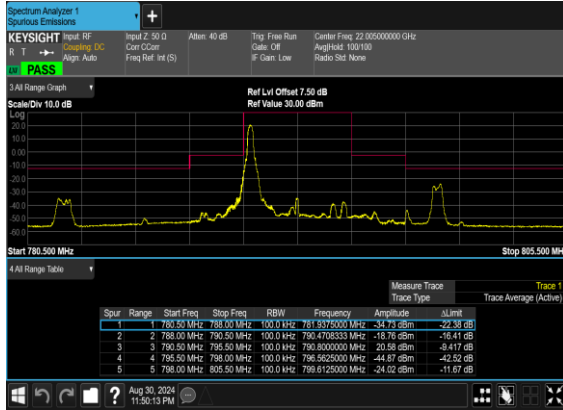 Spectrum Analyzer 1
Spurious Emissions
+
KEYSIGHT Input: RF Input Z: 50 Ω Atten: 40 dB Trig: Free Run Center Freq: 22.005000000 GHz
R T Coupling: DC Corr CCorr Gate: Off Avg|Hold: 100/100
Align: Auto Freq Ref: Int (S) IF Gain: Low Radio Std: None
PASS
3 All Range Graph
Ref Lvl Offset 7.50 dB
Scale/Div 10.0 dB Ref Value 30.00 dBm
Log
20.0
10.0
0.00
-10.0
-20.0
-30.0
-40.0
-50.0
-60.0
Start 780.500 MHz Stop 805.500 MH
4 All Range Table
Measure Trace Trace 1
Trace Type Trace Average (Active)
Spur Range Start Freq Stop Freq RBW Frequency Amplitude ΔLimit
1 1 780.50 MHz 788.00 MHz 100.0 kHz 781.9375000 MHz -34.73 dBm -22.38 dB
2 2 788.00 MHz 790.50 MHz 100.0 kHz 790.4708333 MHz -18.76 dBm -16.41 dB
3 3 790.50 MHz 795.50 MHz 100.0 kHz 790.8000000 MHz 20.58 dBm -9.417 dB
4 4 795.50 MHz 798.00 MHz 100.0 kHz 796.5625000 MHz -44.87 dBm -42.52 dB
5 5 798.00 MHz 805.50 MHz 100.0 kHz 799.6125000 MHz -24.02 dBm -11.67 dB
?
Aug 30, 2024
11:50:13 PM